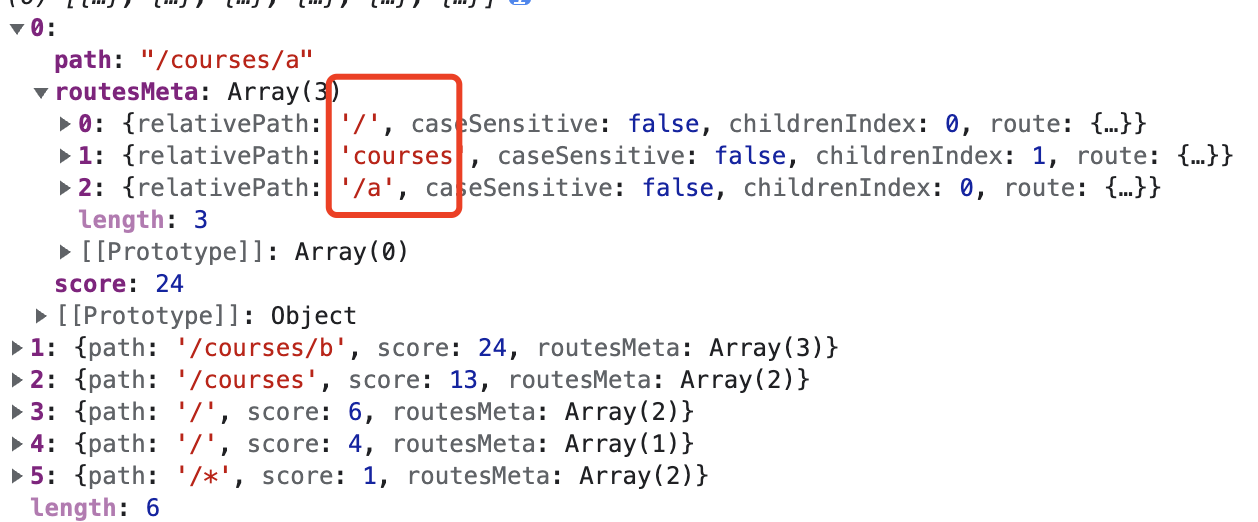 0:
path: "/courses/a"
routesMeta: Array(3)
0: {relativePath: '/', caseSensitive: false, childrenIndex: 0, route: {…}}
1: {relativePath: 'courses', caseSensitive: false, childrenIndex: 1, route: {…}}
2: {relativePath: '/a', caseSensitive: false, childrenIndex: 0, route: {…}}
length: 3
[[Prototype]]: Array(0)
score: 24
[[Prototype]]: Object
1: {path: '/courses/b', score: 24, routesMeta: Array(3)}
2: {path: '/courses', score: 13, routesMeta: Array(2)}
3: {path: '/', score: 6, routesMeta: Array(2)}
4: {path: '/', score: 4, routesMeta: Array(1)}
5: {path: '/*', score: 1, routesMeta: Array(2)}
length: 6